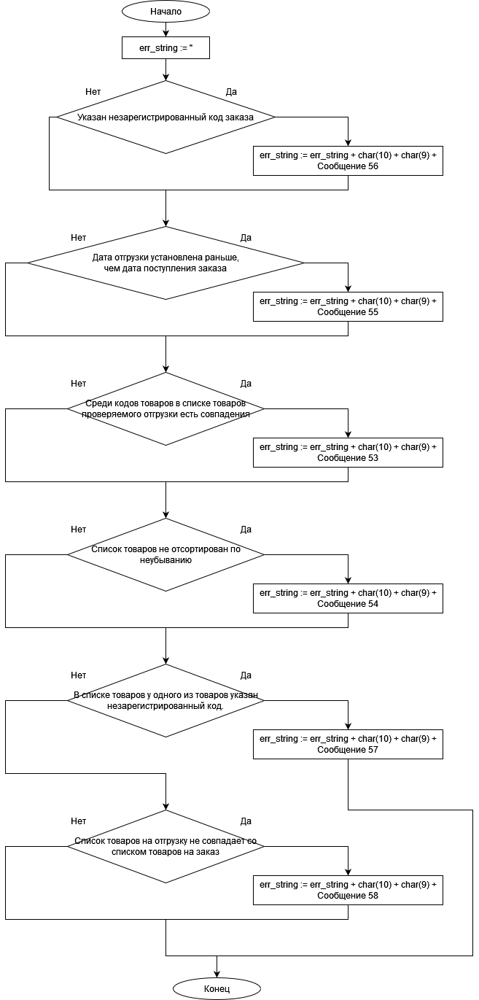 Начало
err_string := "
Нет
Да
Указан незарегистрированный код заказа
err_string := err_string + char(10) + char(9) +
Сообщение 56
Нет
Да
Дата отгрузки установлена раньше,
чем дата поступления заказа
err_string := err_string + char(10) + char(9) +
Сообщение 55
Нет
Да
Среди кодов товаров в списке товаров
проверяемого отгрузки есть совпадения
err_string := err_string + char(10) + char(9) +
Сообщение 53
Нет
Да
Список товаров не отсортирован по
неубыванию
err_string := err_string + char(10) + char(9) +
Сообщение 54
Нет
Да
В списке товаров у одного из товаров указан
незарегистрированный код.
err_string := err_string + char(10) + char(9) +
Сообщение 57
Нет
Да
Список товаров на отгрузку не совпадает со
списком товаров на заказ
err_string := err_string + char(10) + char(9) +
Сообщение 58
Конец